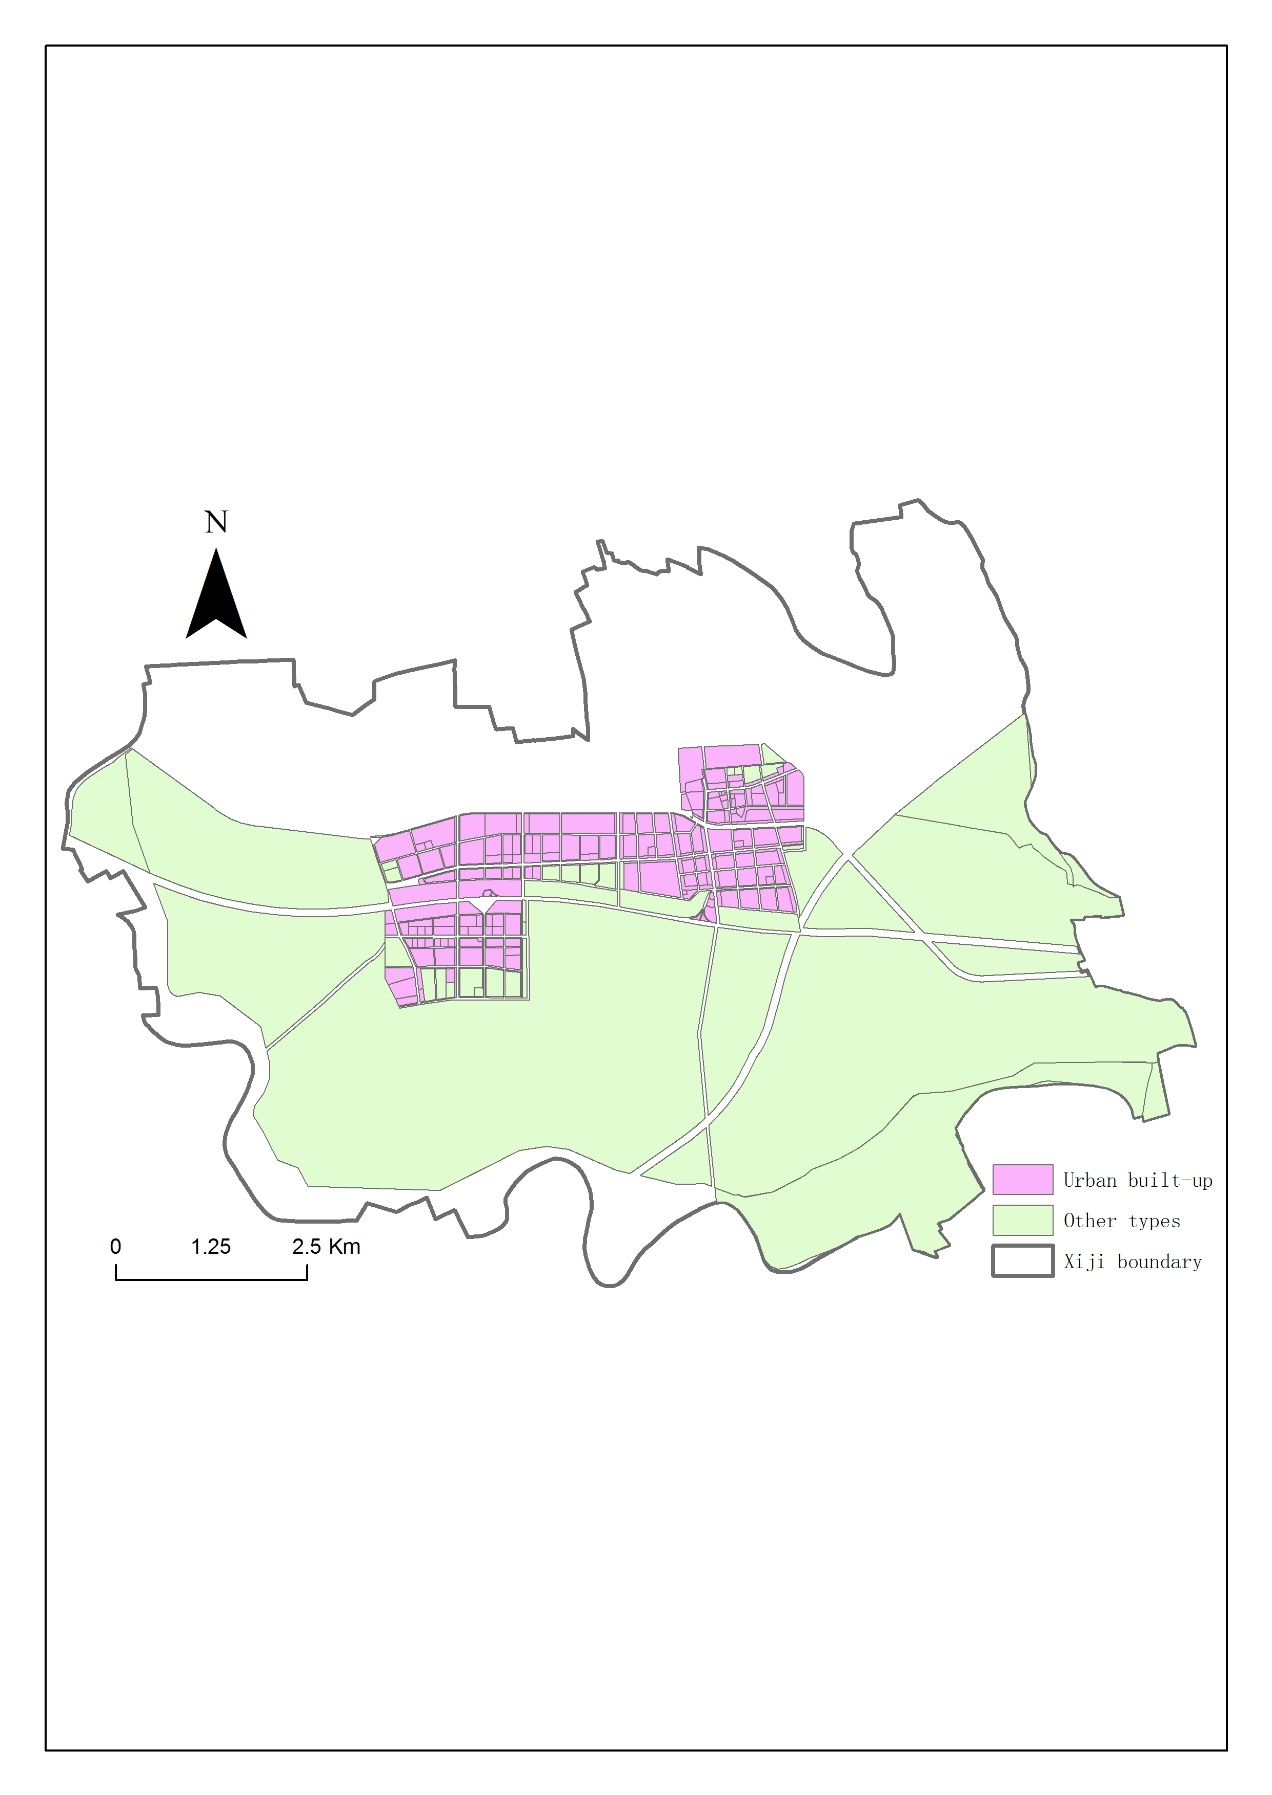 N
Urban built-up
Other types
Xiji boundary
0 1.25 2.5 Km